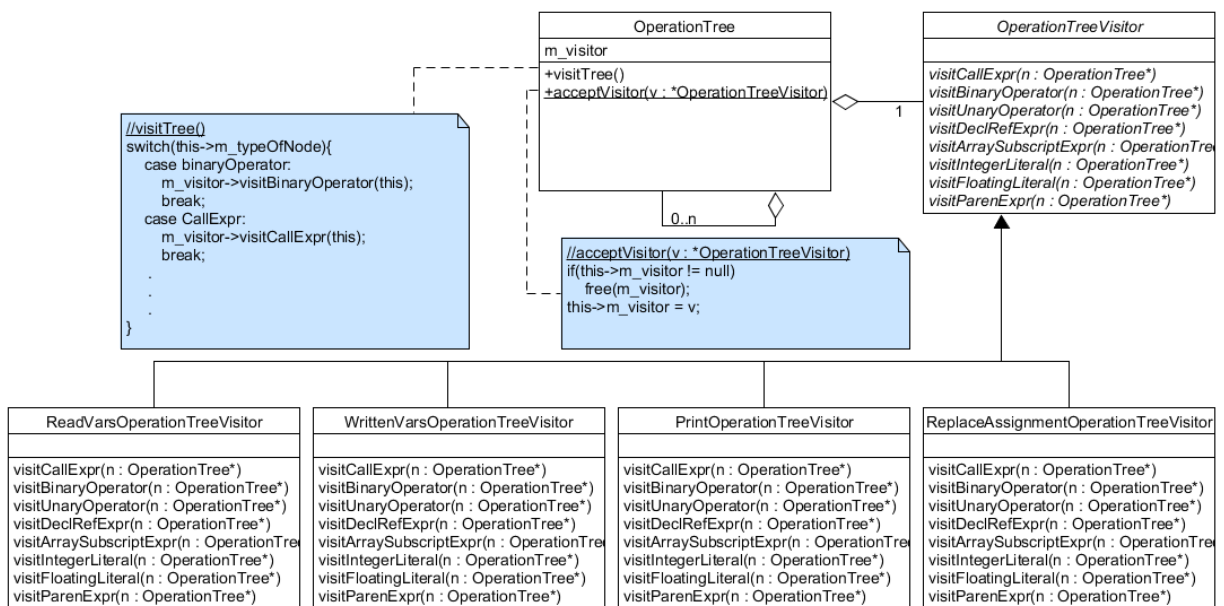 OperationTree
m_visitor
+visitTree()
+acceptVisitor(v : *OperationTreeVisitor)
OperationTreeVisitor
visitCallExpr(n : OperationTree*)
visitBinaryOperator(n : OperationTree*)
visitUnaryOperator(n : OperationTree*)
visitDeclRefExpr(n : OperationTree*)
visitArraySubscriptExpr(n : OperationTre
visitIntegerLiteral(n : OperationTree*)
visitFloatingLiteral(n : OperationTree*)
visitParenExpr(n : OperationTree*)
1
0..n
//visitTree()
switch(this->m_typeOfNode){
case binaryOperator:
m_visitor->visitBinaryOperator(this);
break;
case CallExpr:
m_visitor->visitCallExpr(this);
break;
.
.
.
}
//acceptVisitor(v : *OperationTreeVisitor)
if(this->m_visitor != null)
free(m_visitor);
this->m_visitor = v;
ReadVarsOperationTreeVisitor
visitCallExpr(n : OperationTree*)
visitBinaryOperator(n : OperationTree*)
visitUnaryOperator(n : OperationTree*)
visitDeclRefExpr(n : OperationTree*)
visitArraySubscriptExpr(n : OperationTre
visitIntegerLiteral(n : OperationTree*)
visitFloatingLiteral(n : OperationTree*)
visitParenExpr(n : OperationTree*)
WrittenVarsOperationTreeVisitor
visitCallExpr(n : OperationTree*)
visitBinaryOperator(n : OperationTree*)
visitUnaryOperator(n : OperationTree*)
visitDeclRefExpr(n : OperationTree*)
visitArraySubscriptExpr(n : OperationTre
visitIntegerLiteral(n : OperationTree*)
visitFloatingLiteral(n : OperationTree*)
visitParenExpr(n : OperationTree*)
PrintOperationTreeVisitor
visitCallExpr(n : OperationTree*)
visitBinaryOperator(n : OperationTree*)
visitUnaryOperator(n : OperationTree*)
visitDeclRefExpr(n : OperationTree*)
visitArraySubscriptExpr(n : OperationTre
visitIntegerLiteral(n : OperationTree*)
visitFloatingLiteral(n : OperationTree*)
visitParenExpr(n : OperationTree*)
ReplaceAssignmentOperationTreeVisitor
visitCallExpr(n : OperationTree*)
visitBinaryOperator(n : OperationTree*)
visitUnaryOperator(n : OperationTree*)
visitDeclRefExpr(n : OperationTree*)
visitArraySubscriptExpr(n : OperationTre
visitIntegerLiteral(n : OperationTree*)
visitFloatingLiteral(n : OperationTree*)
visitParenExpr(n : OperationTree*)